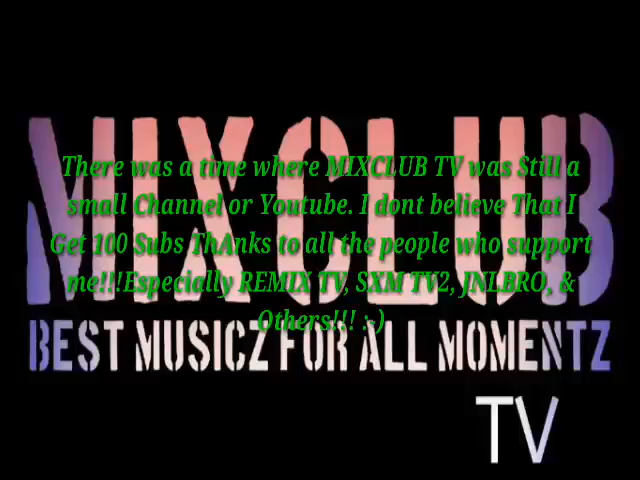 MIXCLUB
There was a time where MIXCLUB TV was Still a
small Channel or Youtube. I dont believe That I
Get 100 Subs ThAnks to all the people who support
me!!!Especially REMIX TV, SXM TV2, JNLBRO, &
Others!!! :-)
BEST MUSICZ FOR ALL MOMENTZ
TV